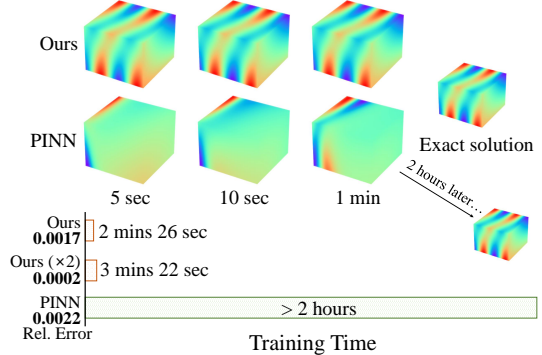 Ours
PINN
Exact solution
5 sec
10 sec
1 min
2 hours later...
Ours
0.0017
2 mins 26 sec
Ours (×2)
0.0002
3 mins 22 sec
PINN
0.0022
> 2 hours
Rel. Error
Training Time